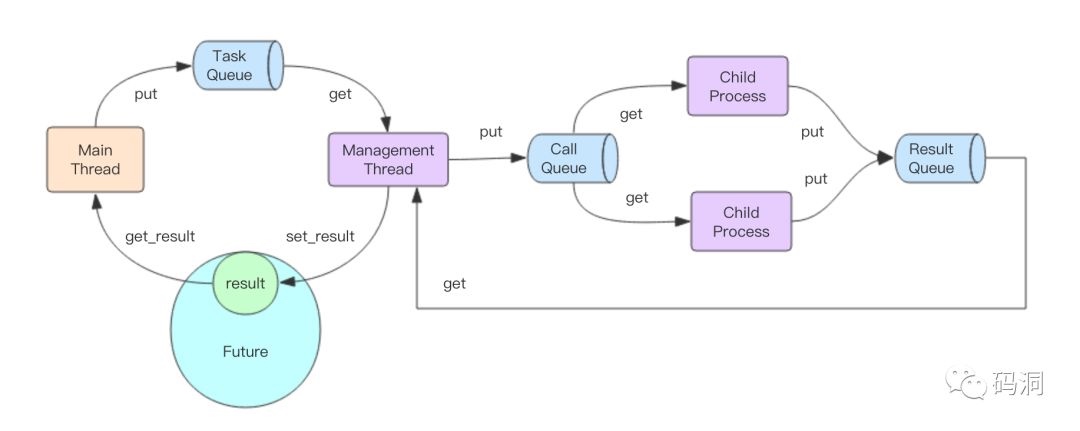 Task
Queue
put
get
Main
Thread
Management
Thread
put
Call
Queue
get
get
Child
Process
Child
Process
put
put
Result
Queue
get_result
set_result
get
result
Future
码洞